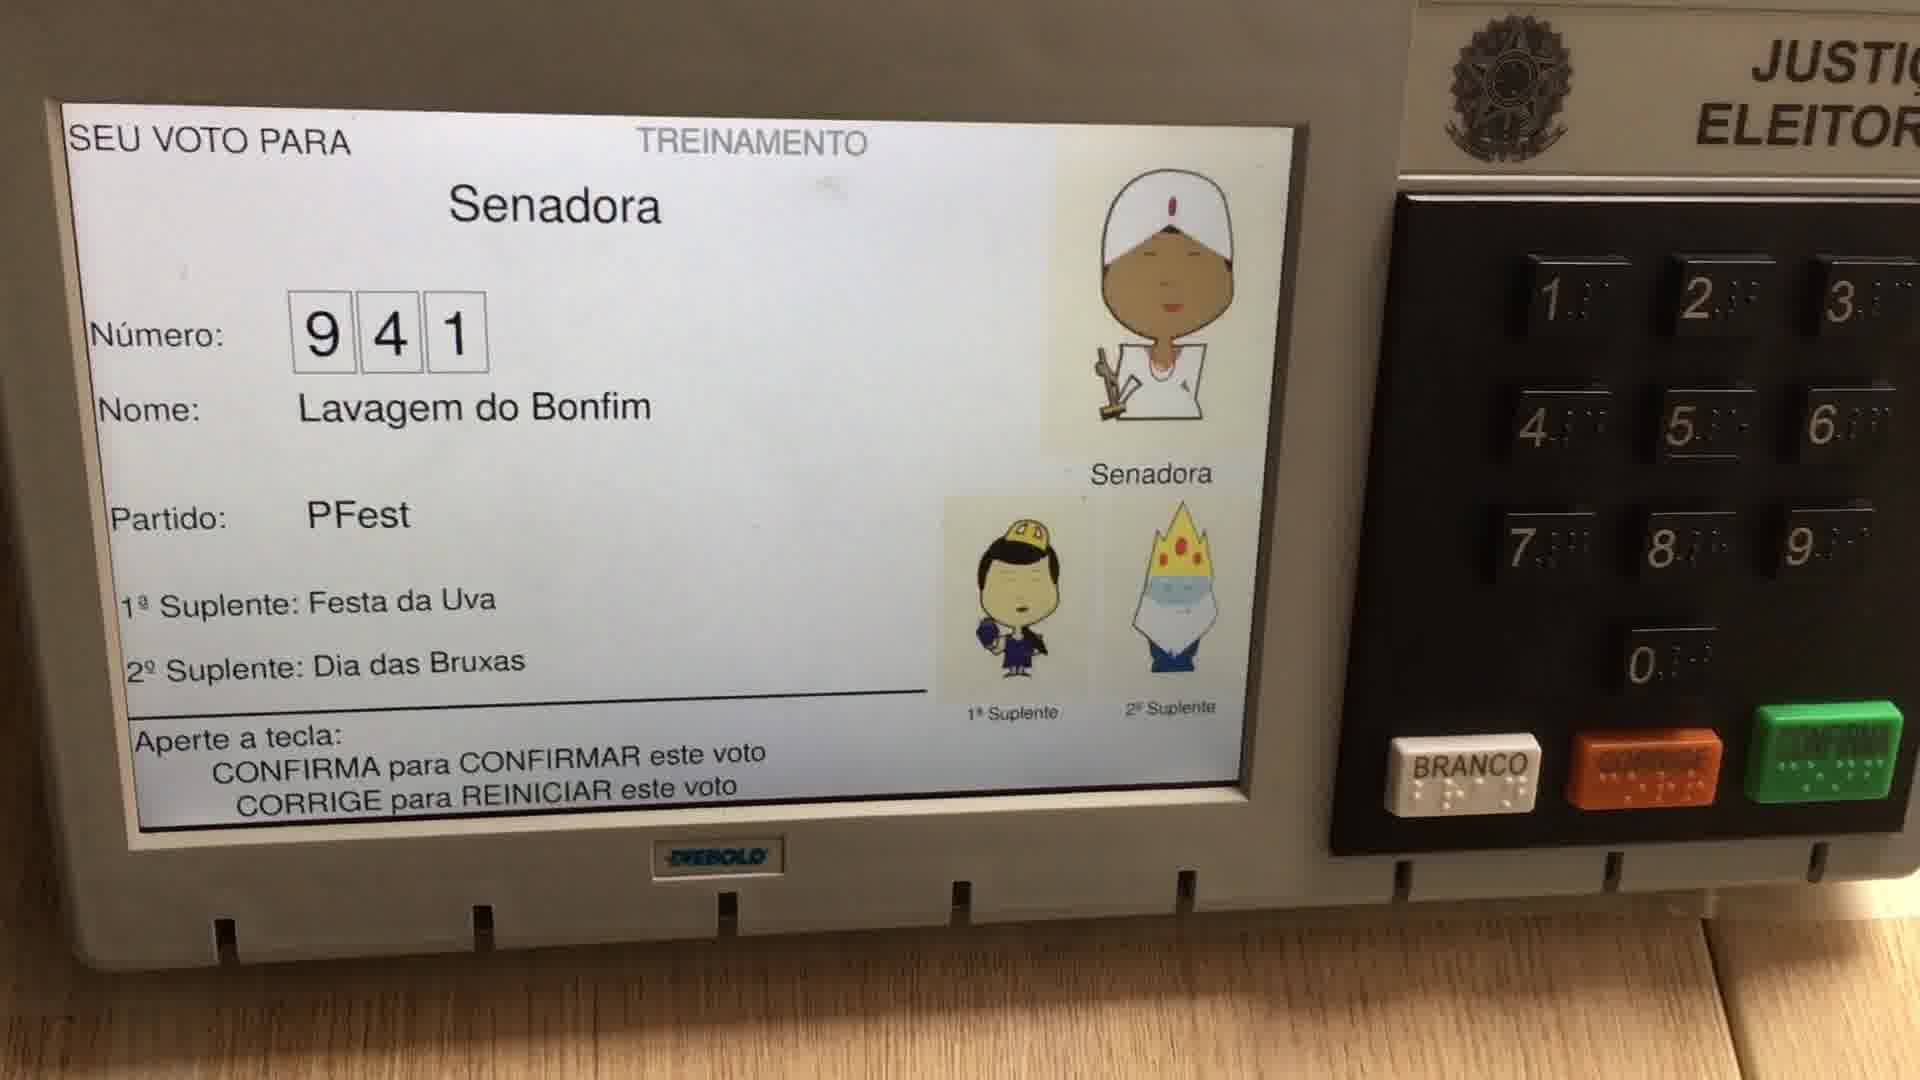 SEU VOTO PARA
TREINAMENTO
Senadora
Número: 9 4 1
Nome: Lavagem do Bonfim
Partido: PFest
1ª Suplente: Festa da Uva
2º Suplente: Dia das Bruxas
Senadora
1ª Suplente
2º Suplente
Aperte a tecla:
CONFIRMA para CONFIRMAR este voto
CORRIGE para REINICIAR este voto
DIEBOLD
JUSTIÇ
ELEITOR
1 2 3
4 5 6
7 8 9
0
BRANCO CORRIGE CONFIRMA